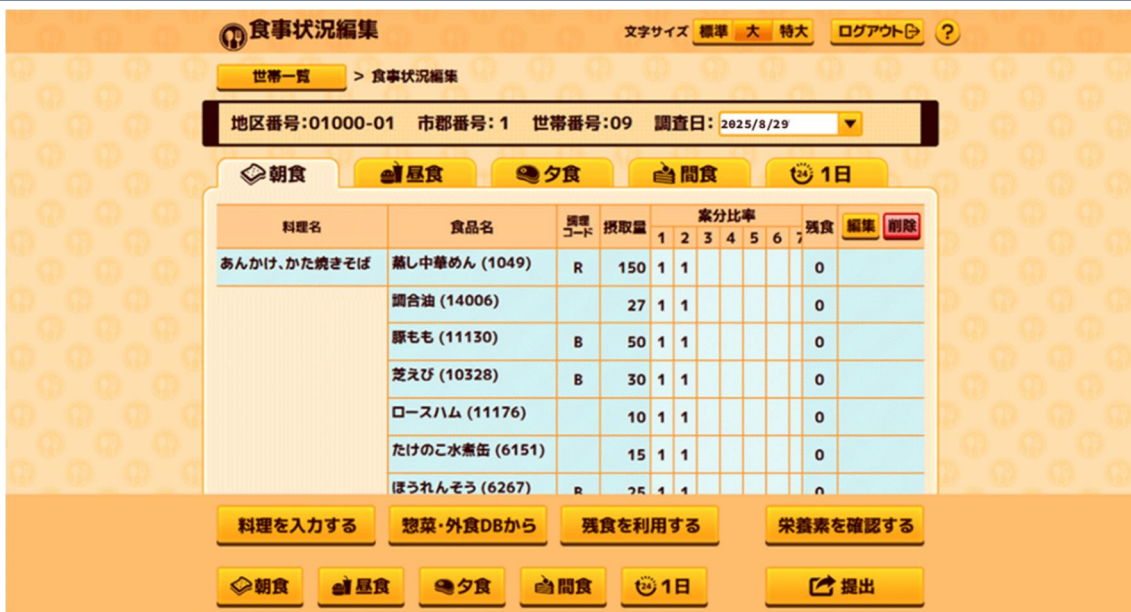 食事状況編集
文字サイズ 標準 大 特大 ログアウト ?
世帯一覧 > 食事状況編集
地区番号:01000-01 市郡番号:1 世帯番号:09 調査日: 2025/8/29
朝食 昼食 夕食 間食 24 1日
料理名 食品名 調理コード 摂取量 案分比率 残食 編集 削除
1 2 3 4 5 6 7
あんかけ、かた焼きそば 蒸し中華めん (1049) R 150 1 1 0
調合油 (14006) 27 1 1 0
豚もも (11130) B 50 1 1 0
芝えび (10328) B 30 1 1 0
ロースハム (11176) 10 1 1 0
たけのこ水煮缶 (6151) 15 1 1 0
ほうれんそう (6267) B 25 1 1 0
料理を入力する 惣菜・外食DBから 残食を利用する 栄養素を確認する
朝食 昼食 夕食 間食 24 1日 提出